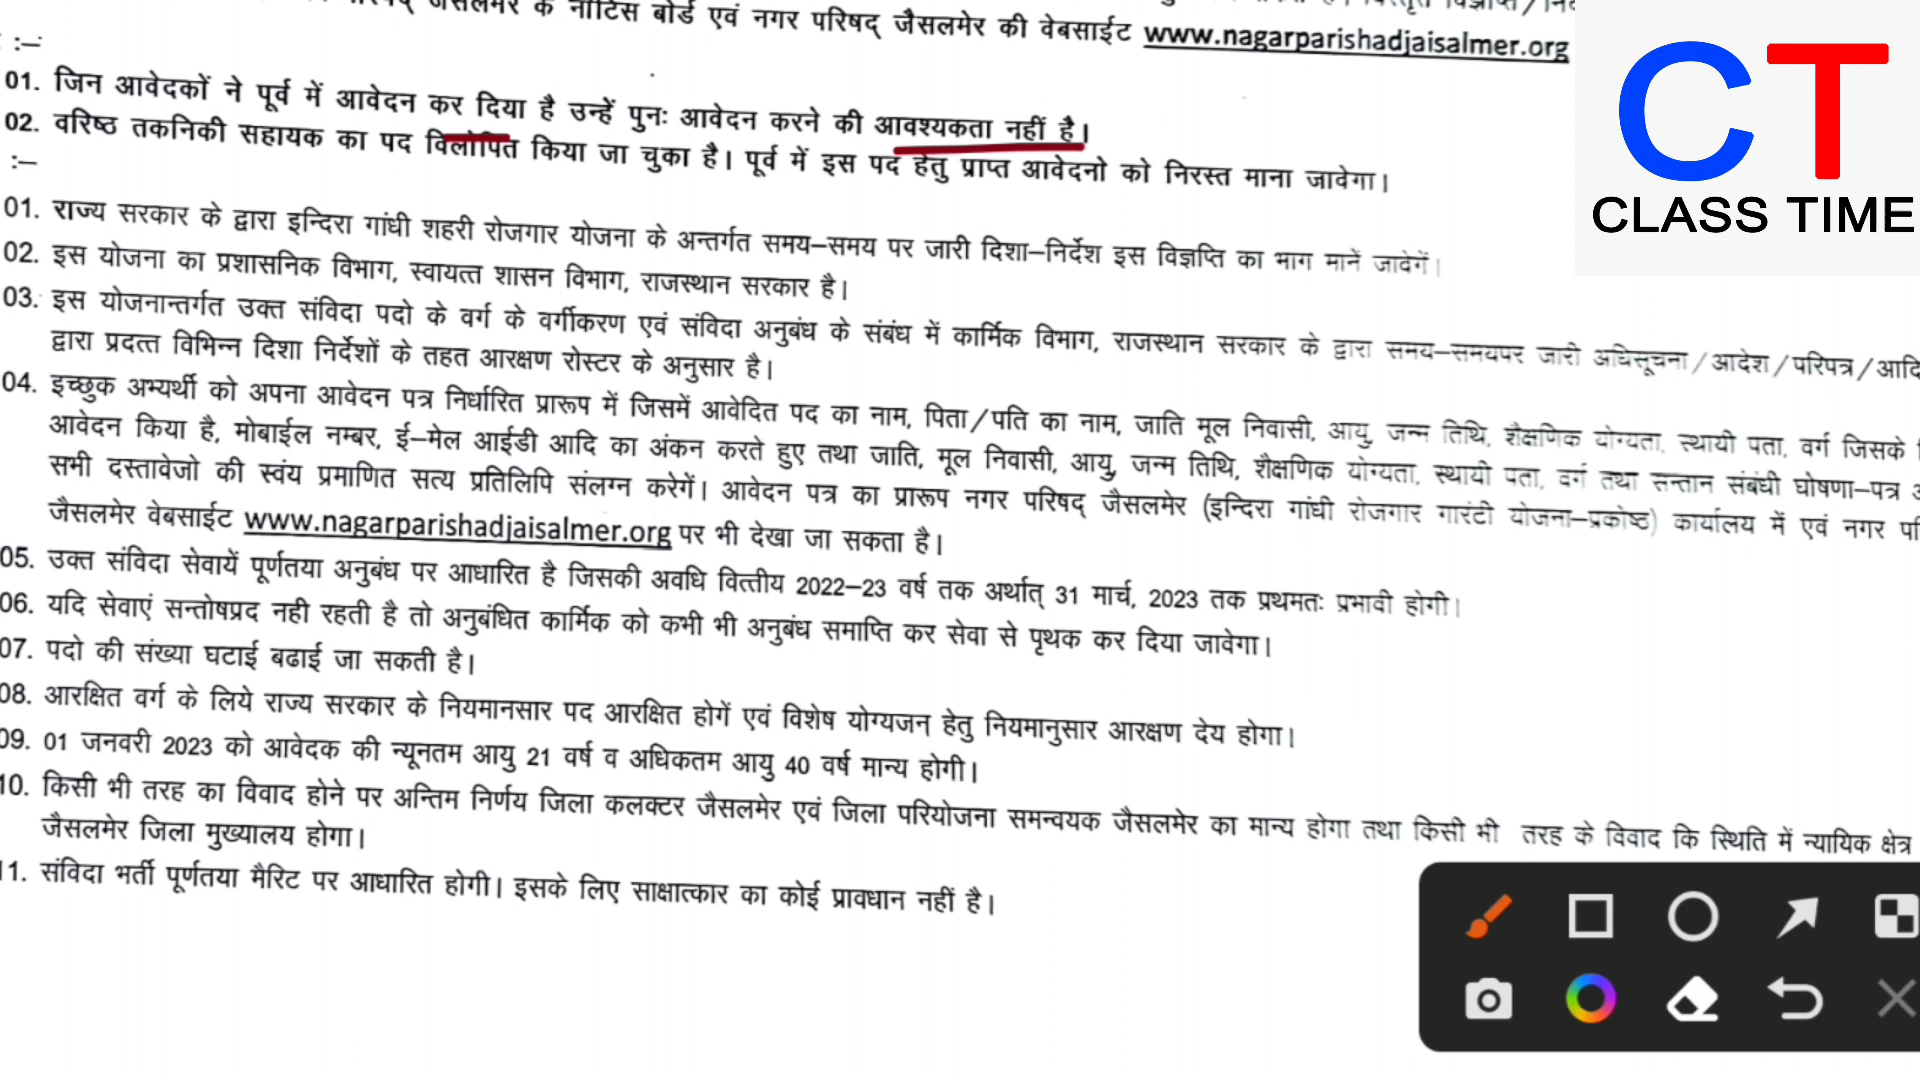 जैसलमेर के नोटिस बोर्ड एवं नगर परिषद् जैसलमेर की वेबसाईट www.nagarparishadjaisalmer.org
:–
01. जिन आवेदकों ने पूर्व में आवेदन कर दिया है उन्हें पुनः आवेदन करने की आवश्यकता नहीं है।
02. वरिष्ठ तकनिकी सहायक का पद विलोपित किया जा चुका है। पूर्व में इस पद हेतु प्राप्त आवेदनो को निरस्त माना जावेगा।
:–
01. राज्य सरकार के द्वारा इन्दिरा गांधी शहरी रोजगार योजना के अन्तर्गत समय–समय पर जारी दिशा–निर्देश इस विज्ञप्ति का भाग मानें जावेगें।
02. इस योजना का प्रशासनिक विभाग, स्वायत्त शासन विभाग, राजस्थान सरकार है।
03. इस योजनान्तर्गत उक्त संविदा पदो के वर्ग के वर्गीकरण एवं संविदा अनुबंध के संबंध में कार्मिक विभाग, राजस्थान सरकार के द्वारा समय–समयपर जारी अधिसूचना/आदेश/परिपत्र/आदि
द्वारा प्रदत्त विभिन्न दिशा निर्देशों के तहत आरक्षण रोस्टर के अनुसार है।
04. इच्छुक अभ्यर्थी को अपना आवेदन पत्र निर्धारित प्रारूप में जिसमें आवेदित पद का नाम, पिता/पति का नाम, जाति मूल निवासी, आयु, जन्म तिथि, शैक्षणिक योग्यता, स्थायी पता, वर्ग जिसके
आवेदन किया है, मोबाईल नम्बर, ई–मेल आईडी आदि का अंकन करते हुए तथा जाति, मूल निवासी, आयु, जन्म तिथि, शैक्षणिक योग्यता, स्थायी पता, वर्ग तथा सन्तान संबंधी घोषणा–पत्र
सभी दस्तावेजो की स्वंय प्रमाणित सत्य प्रतिलिपि संलग्न करेगें। आवेदन पत्र का प्रारूप नगर परिषद् जैसलमेर (इन्दिरा गांधी रोजगार गारंटी योजना–प्रकोष्ठ) कार्यालय में एवं नगर
जैसलमेर वेबसाईट www.nagarparishadjaisalmer.org पर भी देखा जा सकता है।
05. उक्त संविदा सेवायें पूर्णतया अनुबंध पर आधारित है जिसकी अवधि वित्तीय 2022–23 वर्ष तक अर्थात् 31 मार्च, 2023 तक प्रथमतः प्रभावी होगी।
06. यदि सेवाएं सन्तोषप्रद नही रहती है तो अनुबंधित कार्मिक को कभी भी अनुबंध समाप्ति कर सेवा से पृथक कर दिया जावेगा।
07. पदो की संख्या घटाई बढाई जा सकती है।
08. आरक्षित वर्ग के लिये राज्य सरकार के नियमानसार पद आरक्षित होगें एवं विशेष योग्यजन् हेतु नियमानुसार आरक्षण देय होगा।
09. 01 जनवरी 2023 को आवेदक की न्यूनतम आयु 21 वर्ष व अधिकतम आयु 40 वर्ष मान्य होगी।
10. किसी भी तरह का विवाद होने पर अन्तिम निर्णय जिला कलक्टर जैसलमेर एवं जिला परियोजना समन्वयक जैसलमेर का मान्य होगा तथा किसी भी तरह के विवाद कि स्थिति में न्यायिक क्षेत्र
जैसलमेर जिला मुख्यालय होगा।
11. संविदा भर्ती पूर्णतया मैरिट पर आधारित होगी। इसके लिए साक्षात्कार का कोई प्रावधान नहीं है।
CT
CLASS TIME